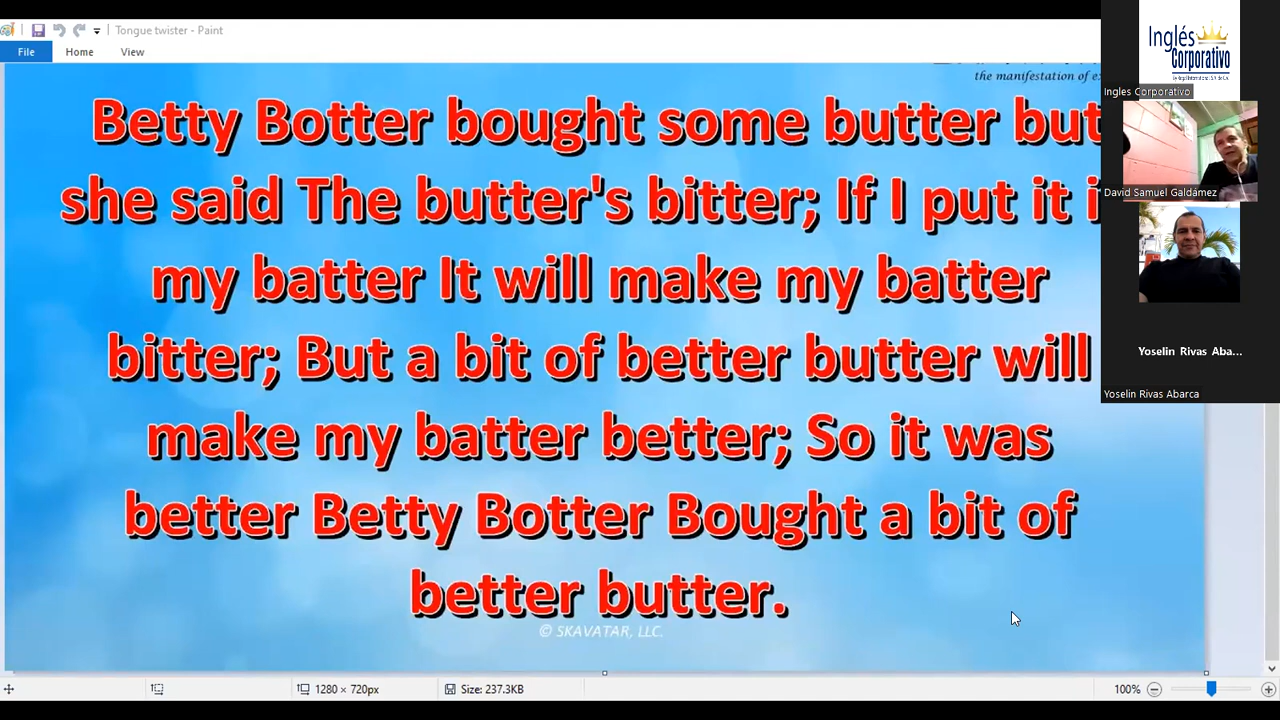 Tongue twister - Paint
File Home View
the manifestation of
Betty Botter bought some butter but
she said The butter's bitter; If I put it
my batter It will make my batter
bitter; But a bit of better butter will
make my batter better; So it was
better Betty Botter Bought a bit of
better butter.
© SKAVATAR, LLC.
1280 × 720px
Size: 237.3KB
100%
Inglés
Corporativo
Ingles Corporativo
David Samuel Galdámez
Yoselin Rivas Aba...
Yoselin Rivas Abarca